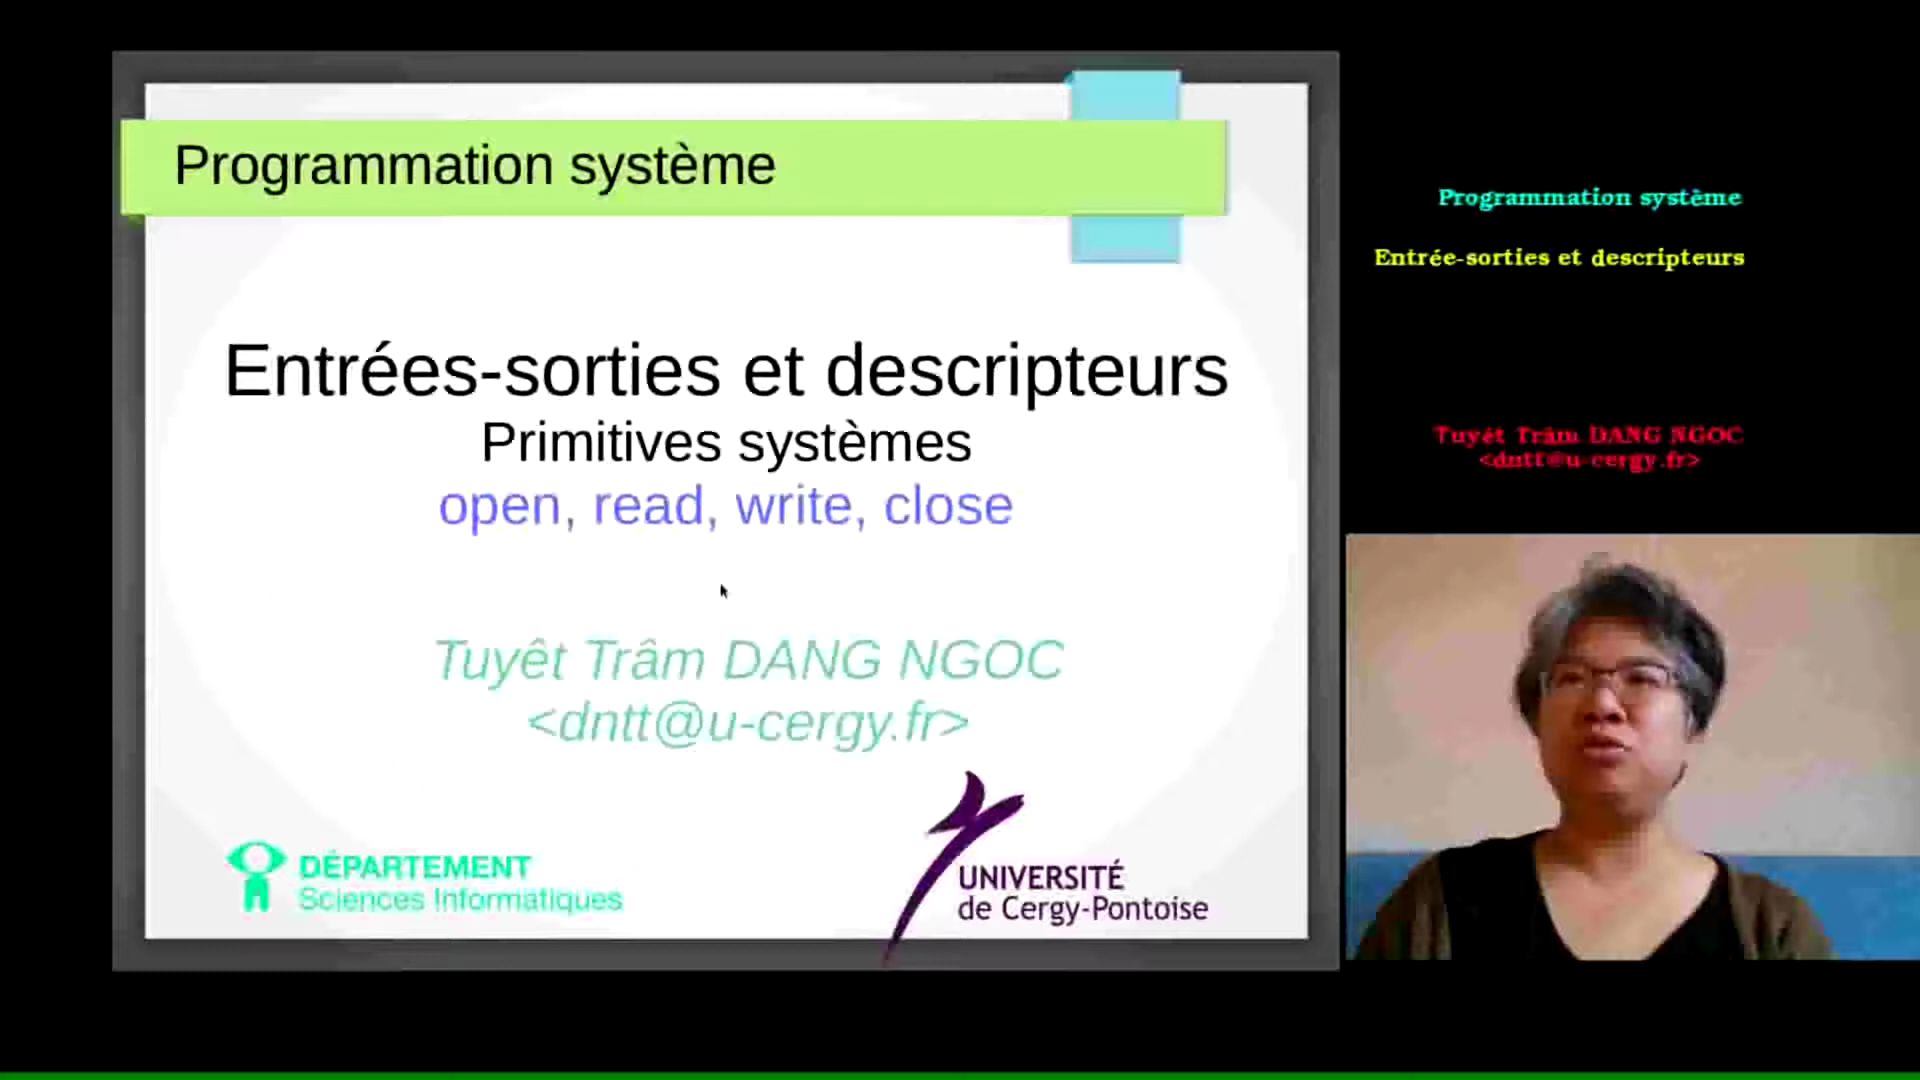 Programmation système
Entrées-sorties et descripteurs
Primitives systèmes
open, read, write, close
Tuyêt Trâm DANG NGOC
<dntt@u-cergy.fr>
DÉPARTEMENT
Sciences Informatiques
UNIVERSITÉ
de Cergy-Pontoise
Programmation système
Entrée-sorties et descripteurs
Tuyêt Trâm DANG NGOC
<dntt@u-cergy.fr>